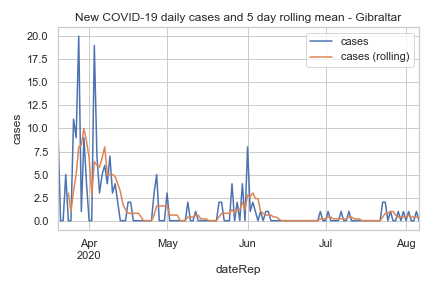 New COVID-19 daily cases and 5 day rolling mean - Gibraltar
cases
cases (rolling)
20.0
17.5
15.0
12.5
10.0
7.5
5.0
2.5
0.0
cases
Apr
2020
May
Jun
Jul
Aug
dateRep